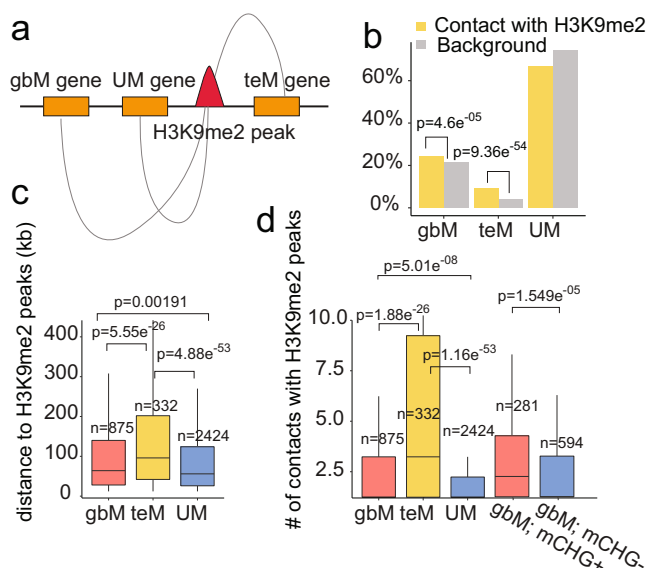 a
gbM gene
UM gene
teM gene
H3K9me2 peak
b
Contact with H3K9me2
Background
60%
40%
20%
0%
p=4.6e-05
p=9.36e-54
gbM
teM
UM
c
distance to H3K9me2 peaks (kb)
400
300
200
100
0
p=0.00191
p=5.55e-26
p=4.88e-53
n=875
n=332
n=2424
gbM
teM
UM
d
# of contacts with H3K9me2 peaks
10.0
7.5
5.0
2.5
p=5.01e-08
p=1.88e-26
p=1.16e-53
p=1.549e-05
n=875
n=332
n=2424
n=281
n=594
gbM
teM
UM
gbM; mCHG+
gbM; mCHG-